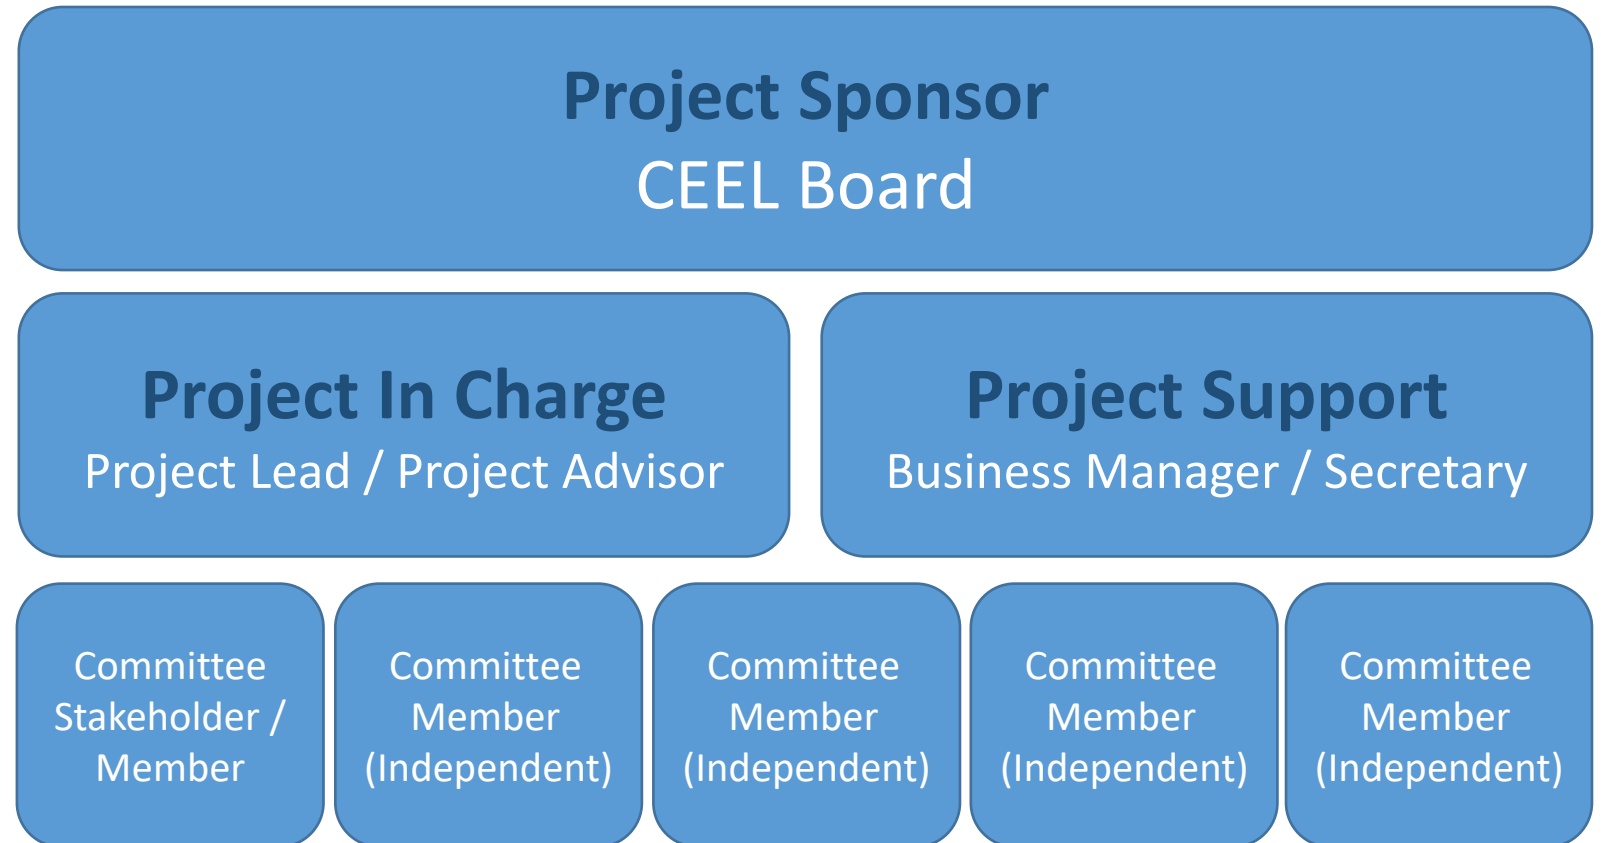 Project Sponsor
CEEL Board
Project In Charge
Project Lead / Project Advisor
Project Support
Business Manager / Secretary
Committee
Stakeholder /
Member
Committee
Member
(Independent)
Committee
Member
(Independent)
Committee
Member
(Independent)
Committee
Member
(Independent)